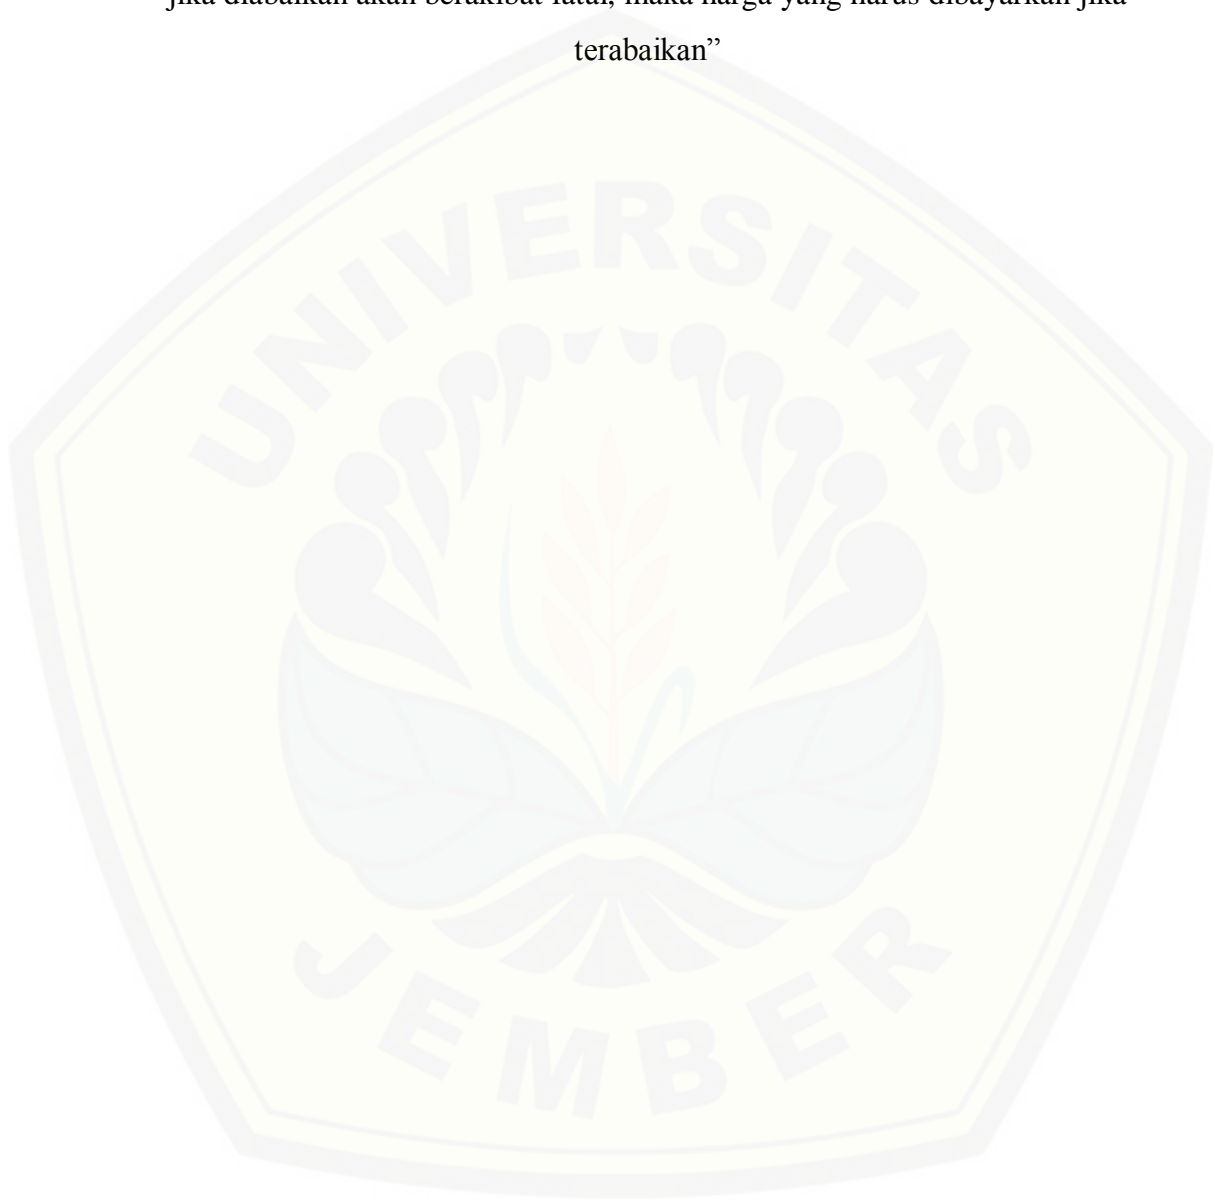 jika diabaikan akan berakibat fatal, maka harga yang harus dibayarkan jika
terabaikan”
UNIVERSITAS
JEMBER